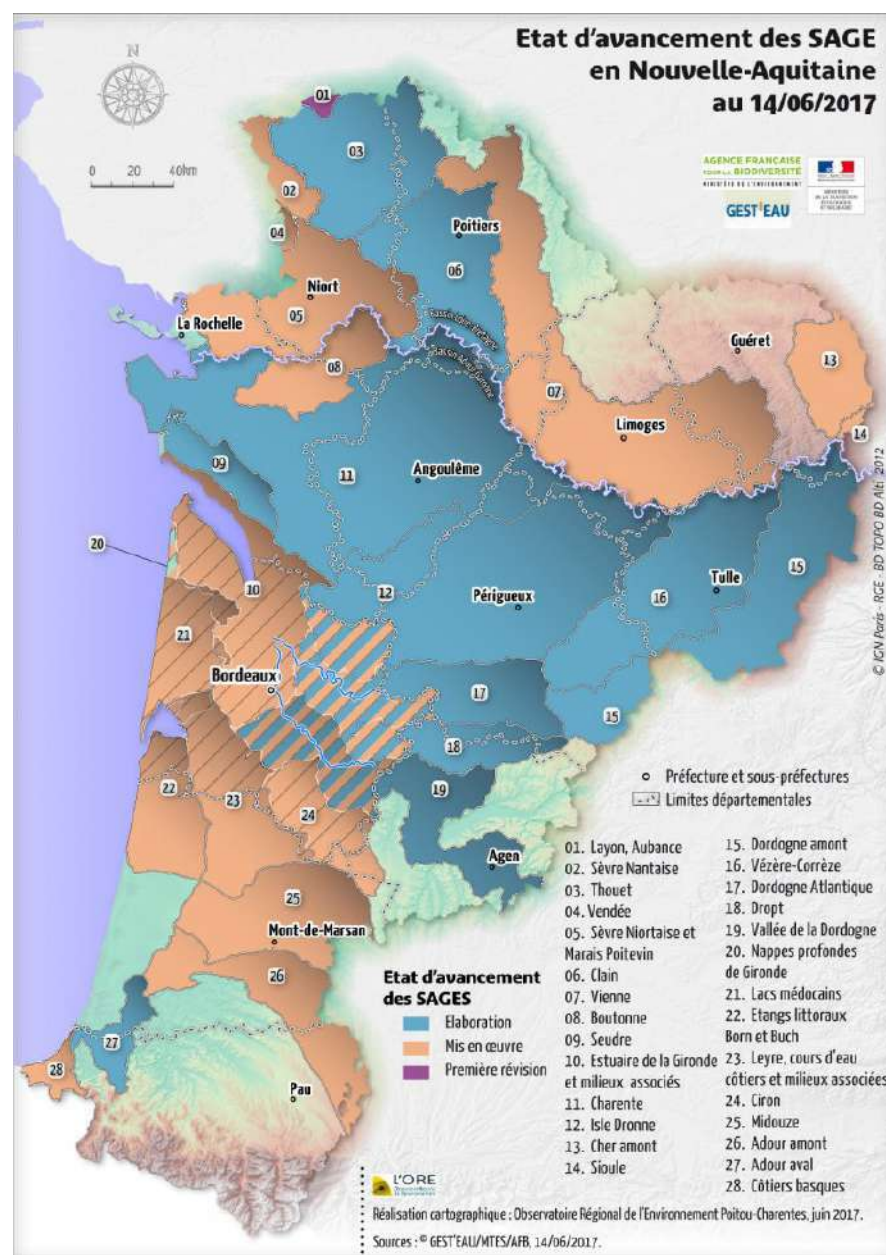 Etat d'avancement des SAGE
en Nouvelle-Aquitaine
au 14/06/2017
N
0 20 40km
AGENCE FRANÇAISE
POUR LA BIODIVERSITÉ
MINISTÈRE DE L'ENVIRONNEMENT
GEST'EAU
01
03
02
04
Poitiers
06
Niort
05
La Rochelle
Bassin Loire-Bretagne
Bassin Adour-Garonne
Guéret
08
13
07
Limoges
14
09
11
Angoulême
20
10
12
Périgueux
16
Tulle
15
21
Bordeaux
17
15
18
22
23
19
24
Agen
25
Mont-de-Marsan
26
27
28
Pau
© IGN Paris - RGE - BD TOPO BD Alti 2012
Préfecture et sous-préfectures
Limites départementales
Etat d'avancement
des SAGES
Elaboration
Mis en œuvre
Première révision
01. Layon, Aubance
02. Sèvre Nantaise
03. Thouet
04. Vendée
05. Sèvre Niortaise et
Marais Poitevin
06. Clain
07. Vienne
08. Boutonne
09. Seudre
10. Estuaire de la Gironde
et milieux associés
11. Charente
12. Isle Dronne
13. Cher amont
14. Sioule
15. Dordogne amont
16. Vézère-Corrèze
17. Dordogne Atlantique
18. Dropt
19. Vallée de la Dordogne
20. Nappes profondes
de Gironde
21. Lacs médocains
22. Etangs littoraux
Born et Buch
23. Leyre, cours d'eau
côtiers et milieux associées
24. Ciron
25. Midouze
26. Adour amont
27. Adour aval
28. Côtiers basques
L'ORE
Réalisation cartographique : Observatoire Régional de l'Environnement Poitou-Charentes, juin 2017.
Sources : © GEST'EAU/MTES/AFB, 14/06/2017.